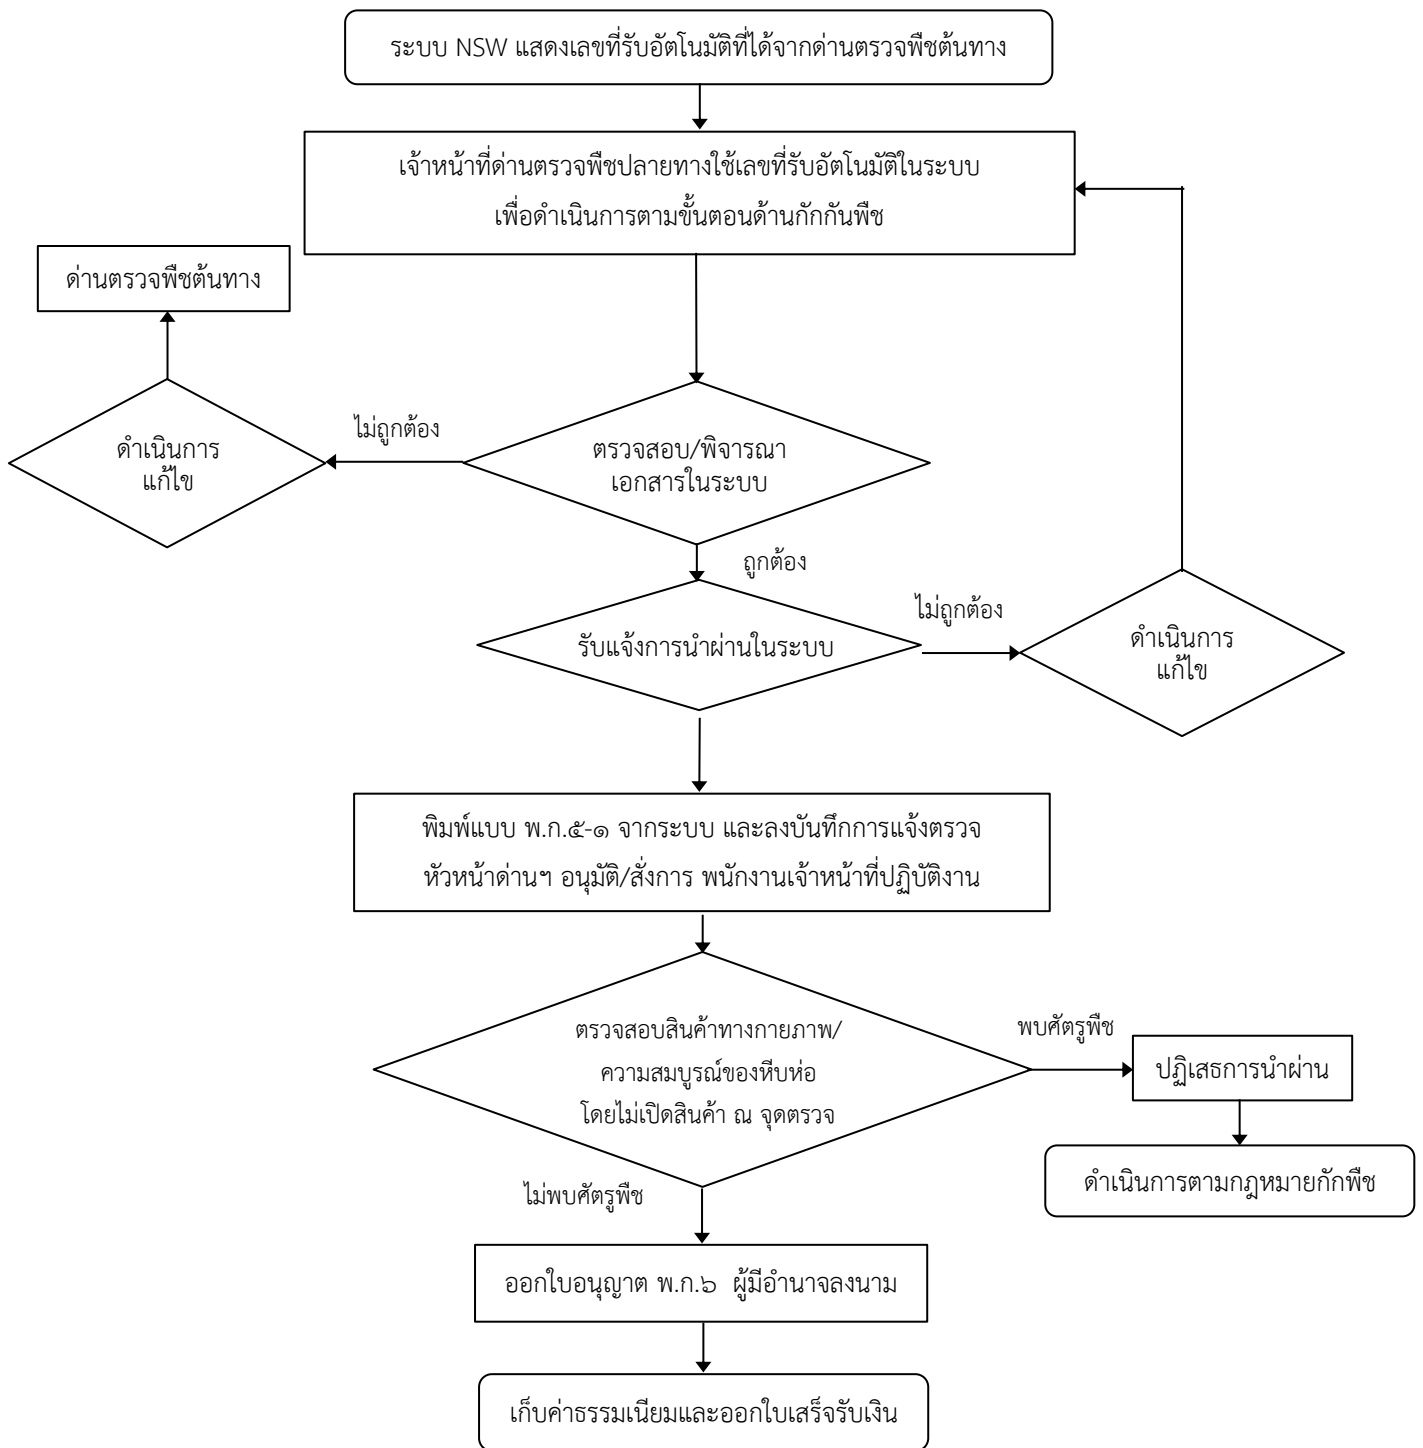 ระบบ NSW แสดงเลขที่รับอัตโนมัติที่ได้จากด่านตรวจพืชต้นทาง
เจ้าหน้าที่ด่านตรวจพืชปลายทางใช้เลขที่รับอัตโนมัติในระบบ
เพื่อดำเนินการตามขั้นตอนด้านกักกันพืช
ด่านตรวจพืชต้นทาง
ไม่ถูกต้อง
ดำเนินการ
แก้ไข
ตรวจสอบ/พิจารณา
เอกสารในระบบ
ถูกต้อง
ไม่ถูกต้อง
รับแจ้งการนำผ่านในระบบ
ดำเนินการ
แก้ไข
พิมพ์แบบ พ.ก.๕-๑ จากระบบ และลงบันทึกการแจ้งตรวจ
หัวหน้าด่านฯ อนุมัติ/สั่งการ พนักงานเจ้าหน้าที่ปฏิบัติงาน
ตรวจสอบสินค้าทางกายภาพ/
ความสมบูรณ์ของหีบห่อ
โดยไม่เปิดสินค้า ณ จุดตรวจ
พบศัตรูพืช
ปฏิเสธการนำผ่าน
ดำเนินการตามกฎหมายกักพืช
ไม่พบศัตรูพืช
ออกใบอนุญาต พ.ก.๖ ผู้มีอำนาจลงนาม
เก็บค่าธรรมเนียมและออกใบเสร็จรับเงิน